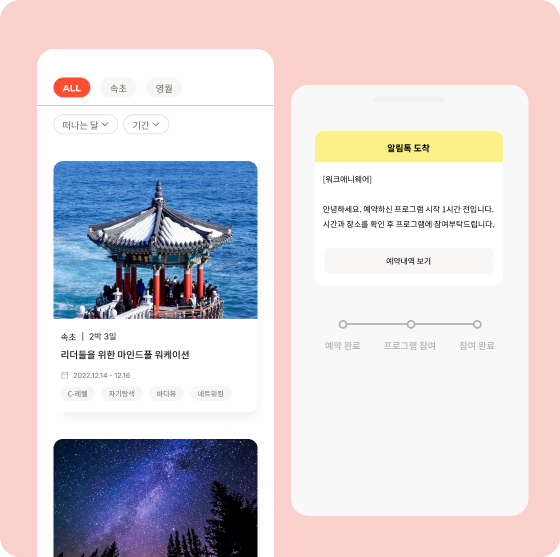 ALL 속초 영월
떠나는 달 기간
속초 | 2박 3일
리더들을 위한 마인드풀 워케이션
2022.12.14 - 12.16
C-레벨 자기탐색 바다뷰 네트워킹
알림톡 도착
[워크애니웨어]
안녕하세요. 예약하신 프로그램 시작 1시간 전입니다.
시간과 장소를 확인 후 프로그램에 참여부탁드립니다.
예약내역 보기
예약 완료 프로그램 참여 참여 완료